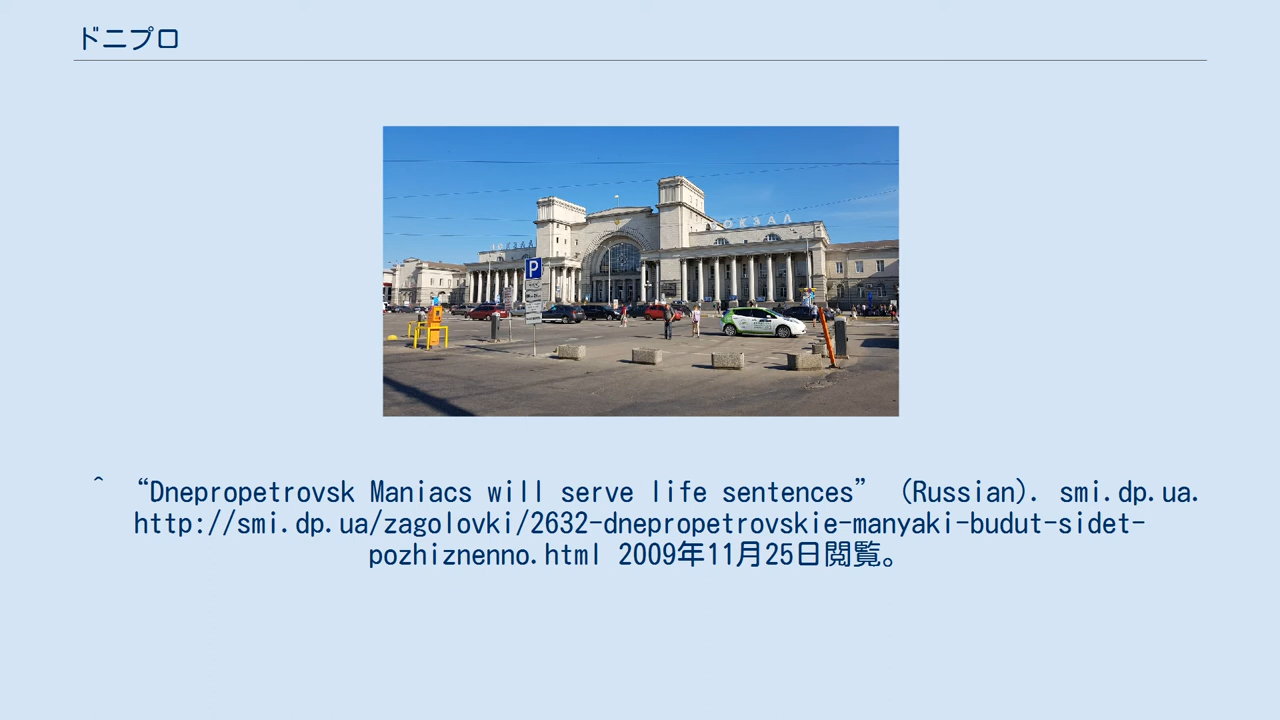 ドニプロ
ОКЗАЛ
P
^ “Dnepropetrovsk Maniacs will serve life sentences” (Russian). smi.dp.ua.
http://smi.dp.ua/zagolovki/2632-dnepropetrovskie-manyaki-budut-sidet-
pozhiznenno.html 2009年11月25日閲覧。